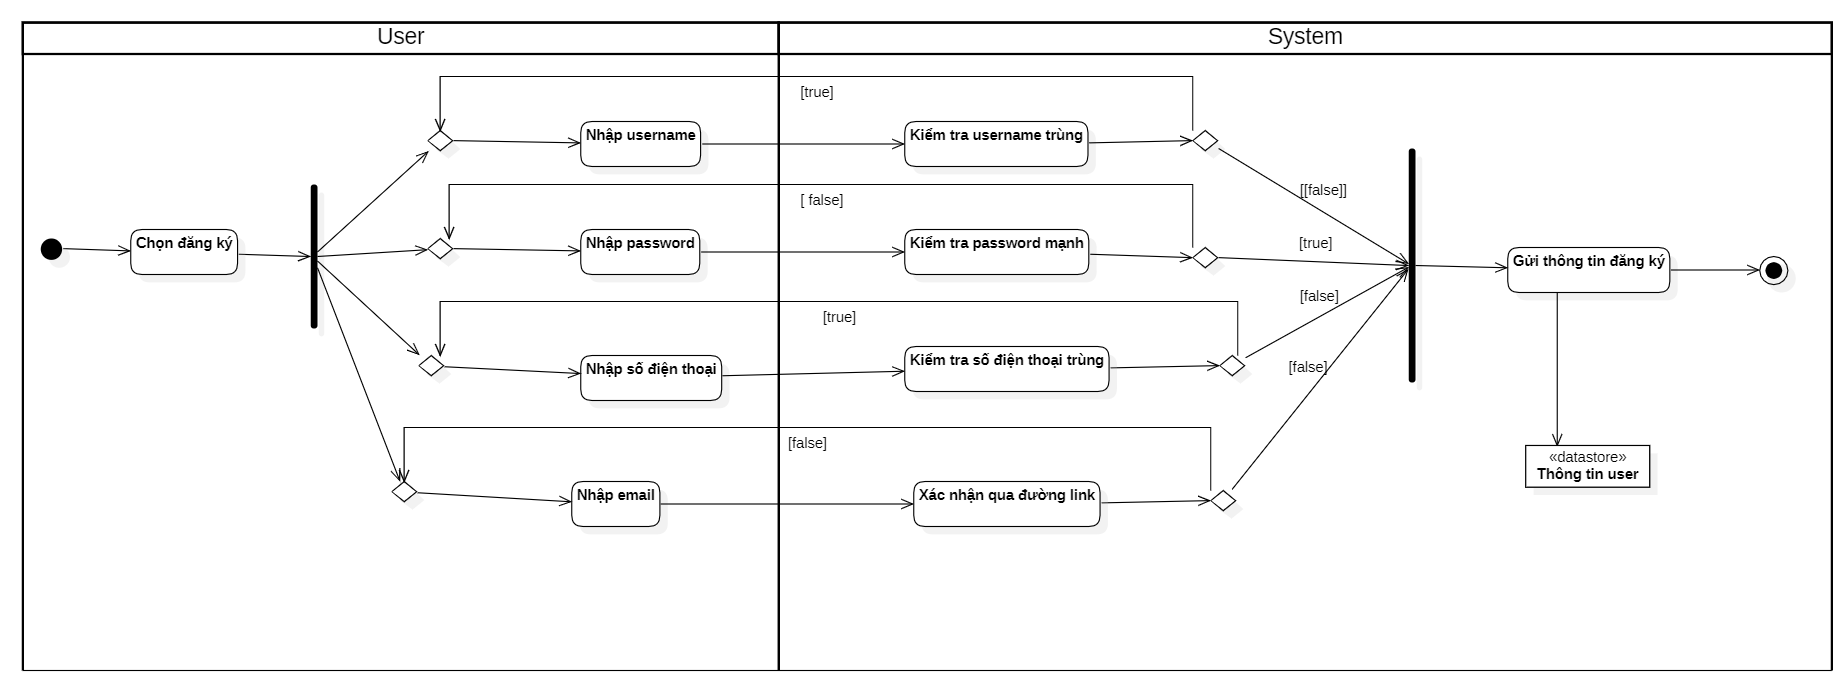 User
System
[true]
Nhập username
Kiểm tra username trùng
[[false]]
[ false]
Chọn đăng ký
Nhập password
Kiểm tra password mạnh
[true]
Gửi thông tin đăng ký
[false]
[true]
Nhập số điện thoại
Kiểm tra số điện thoại trùng
[false]
[false]
«datastore»
Thông tin user
Nhập email
Xác nhận qua đường link